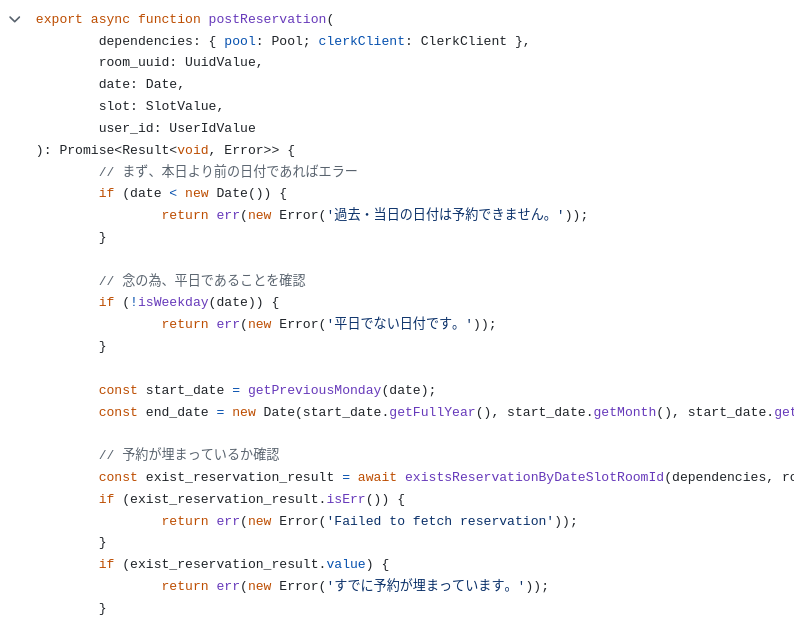 export async function postReservation(
dependencies: { pool: Pool; clerkClient: ClerkClient },
room_uuid: UuidValue,
date: Date,
slot: SlotValue,
user_id: UserIdValue
): Promise<Result<void, Error>> {
// まず、本日より前の日付であればエラー
if (date < new Date()) {
return err(new Error('過去・当日の日付は予約できません。'));
}
// 念の為、平日であることを確認
if (!isWeekday(date)) {
return err(new Error('平日でない日付です。'));
}
const start_date = getPreviousMonday(date);
const end_date = new Date(start_date.getFullYear(), start_date.getMonth(), start_date.get
// 予約が埋まっているか確認
const exist_reservation_result = await existsReservationByDateSlotRoomId(dependencies, ro
if (exist_reservation_result.isErr()) {
return err(new Error('Failed to fetch reservation'));
}
if (exist_reservation_result.value) {
return err(new Error('すでに予約が埋まっています。'));
}